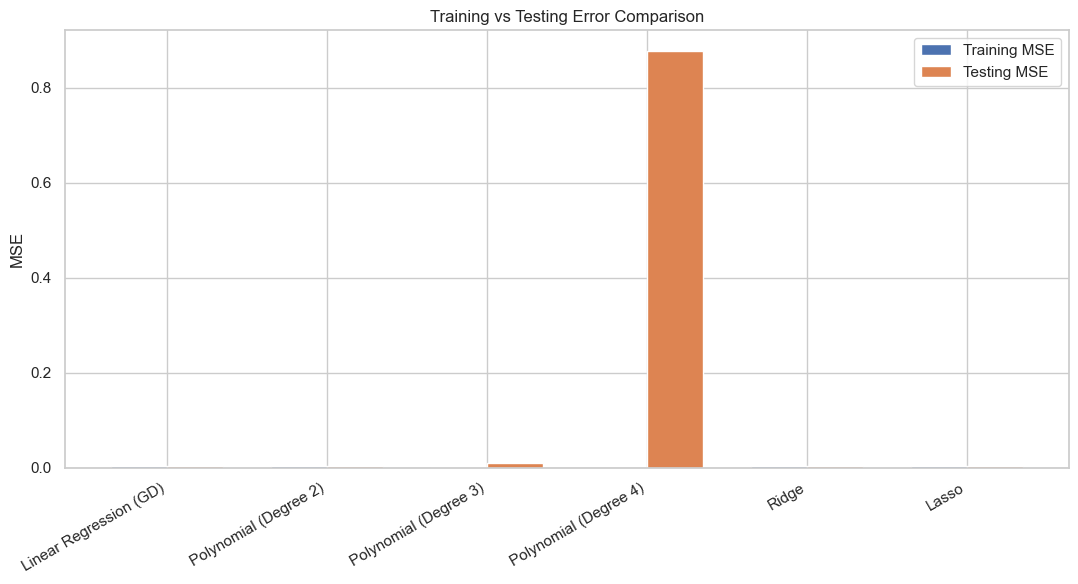 Training vs Testing Error Comparison
Training MSE
Testing MSE
MSE
0.8
0.6
0.4
0.2
0.0
Linear Regression (GD)
Polynomial (Degree 2)
Polynomial (Degree 3)
Polynomial (Degree 4)
Ridge
Lasso